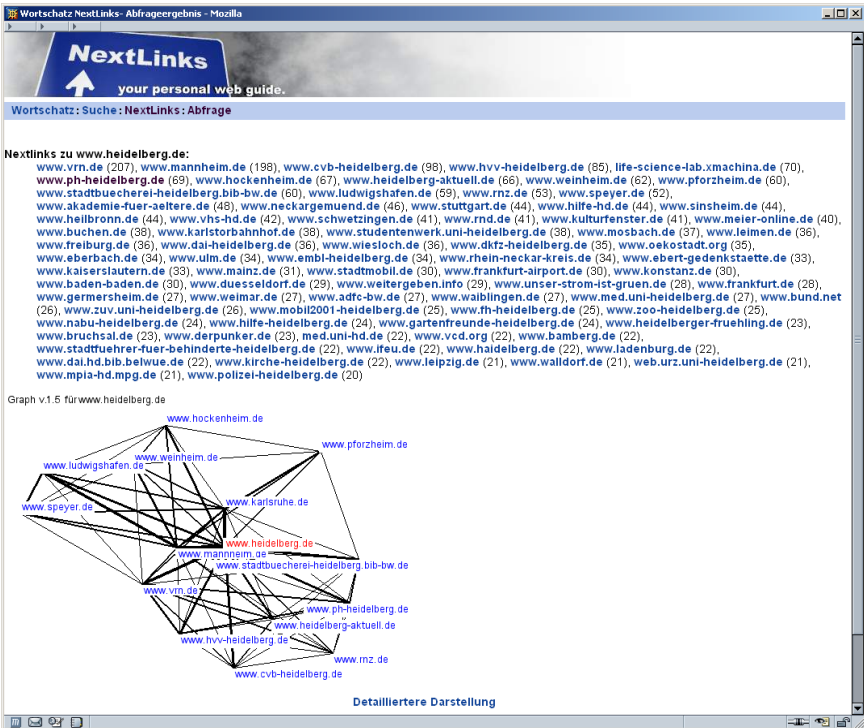 Wortschatz NextLinks- Abfrageergebnis - Mozilla
NextLinks
your personal web guide.
Wortschatz: Suche: NextLinks: Abfrage
Nextlinks zu www.heidelberg.de:
www.vrn.de (207), www.mannheim.de (198), www.cvb-heidelberg.de (98), www.hvv-heidelberg.de (85), life-science-lab.xmachina.de (70),
www.ph-heidelberg.de (69), www.hockenheim.de (67), www.heidelberg-aktuell.de (66), www.weinheim.de (62), www.pforzheim.de (60),
www.stadtbuecherei-heidelberg.bib-bw.de (60), www.ludwigshafen.de (59), www.rnz.de (53), www.speyer.de (52),
www.akademie-fuer-aeltere.de (48), www.neckargemuend.de (46), www.stuttgart.de (44), www.hilfe-hd.de (44), www.sinsheim.de (44),
www.heilbronn.de (44), www.vhs-hd.de (42), www.schwetzingen.de (41), www.rnd.de (41), www.kulturfenster.de (41), www.meier-online.de (40),
www.buchen.de (38), www.karlstorbahnhof.de (38), www.studentenwerk.uni-heidelberg.de (38), www.mosbach.de (37), www.leimen.de (36),
www.freiburg.de (36), www.dai-heidelberg.de (36), www.wiesloch.de (36), www.dkfz-heidelberg.de (35), www.oekostadt.org (35),
www.eberbach.de (34), www.ulm.de (34), www.embl-heidelberg.de (34), www.rhein-neckar-kreis.de (34), www.ebert-gedenkstaette.de (33),
www.kaiserslautern.de (33), www.mainz.de (31), www.stadtmobil.de (30), www.frankfurt-airport.de (30), www.konstanz.de (30),
www.baden-baden.de (30), www.duesseldorf.de (29), www.weitergeben.info (29), www.unser-strom-ist-gruen.de (28), www.frankfurt.de (28),
www.germersheim.de (27), www.weimar.de (27), www.adfc-bw.de (27), www.waiblingen.de (27), www.med.uni-heidelberg.de (27), www.bund.net
(26), www.zuv.uni-heidelberg.de (26), www.mobil2001-heidelberg.de (25), www.fh-heidelberg.de (25), www.zoo-heidelberg.de (25),
www.nabu-heidelberg.de (24), www.hilfe-heidelberg.de (24), www.gartenfreunde-heidelberg.de (24), www.heidelberger-fruehling.de (23),
www.bruchsal.de (23), www.derpunker.de (23), med.uni-hd.de (22), www.vcd.org (22), www.bamberg.de (22),
www.stadtfuehrer-fuer-behinderte-heidelberg.de (22), www.ifeu.de (22), www.haidelberg.de (22), www.ladenburg.de (22),
www.dai.hd.bib.belwue.de (22), www.kirche-heidelberg.de (22), www.leipzig.de (21), www.walldorf.de (21), web.urz.uni-heidelberg.de (21),
www.mpia-hd.mpg.de (21), www.polizei-heidelberg.de (20)
Graph v.1.5 fürwww.heidelberg.de
www.hockenheim.de
www.pforzheim.de
www.weinheim.de
www.ludwigshafen.de
www.karlsruhe.de
www.speyer.de
www.heidelberg.de
www.mannheim.de
www.stadtbuecherei-heidelberg.bib-bw.de
www.vrn.de
www.ph-heidelberg.de
www.heidelberg-aktuell.de
www.hvv-heidelberg.de
www.rnz.de
www.cvb-heidelberg.de
Detailliertere Darstellung